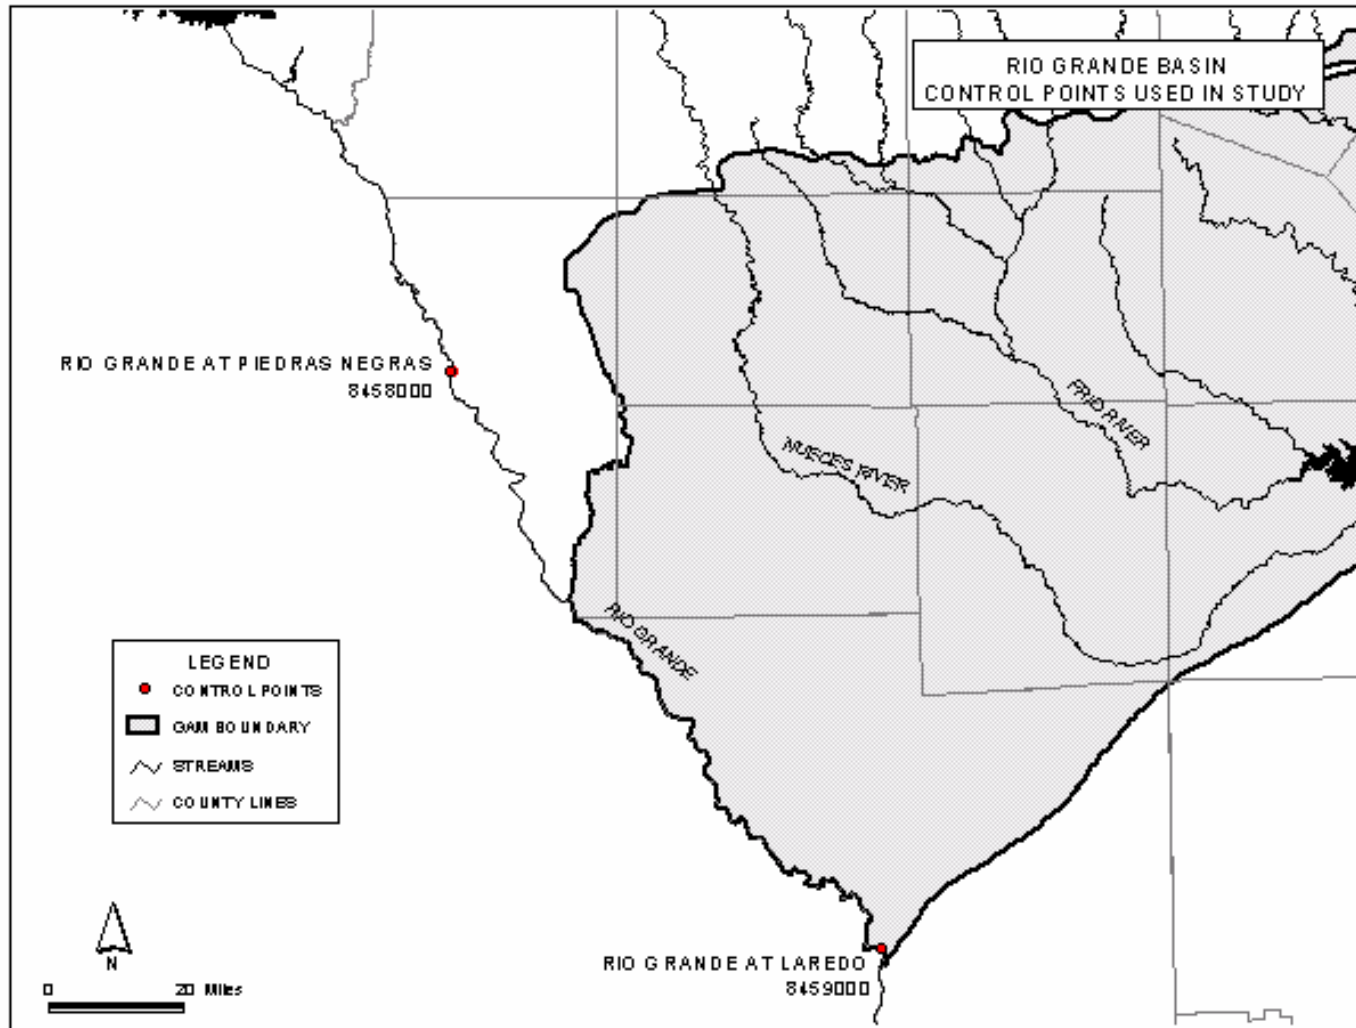 RIO GRANDE BASIN
CONTROL POINTS USED IN STUDY
RIO GRANDE AT PIEDRAS NEGRAS
8458000
FRIO RIVER
NUECES RIVER
RIO GRANDE
LEGEND
CONTROL POINTS
GAM BOUNDARY
STREAMS
COUNTY LINES
N
0 20 Miles
RIO GRANDE AT LAREDO
8459000